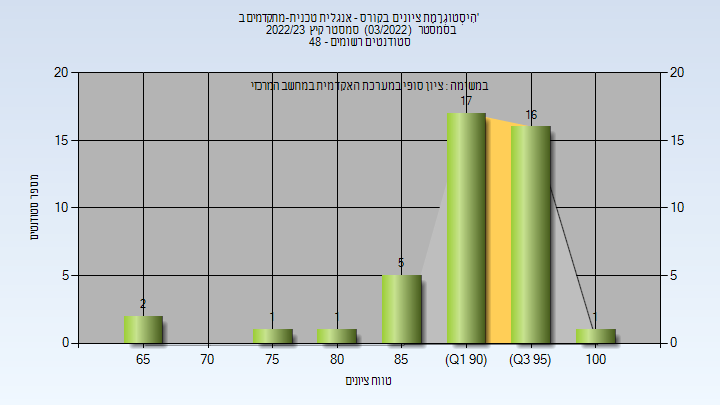 היסטוגרמת ציונים בקורס - אנגלית טכנית-מתקדמים ב'
בסמסטר (03/2022) סמסטר קיץ 2022/23
סטודנטים רשומים - 48
במשימה : ציון סופי במערכת האקדמית במחשב המרכזי
20 20
15 15
10 10
5 5
0 0
מספר סטודנטים
2 1 1 5 17 16 1
65 70 75 80 85 (Q1 90) (Q3 95) 100
טווח ציונים